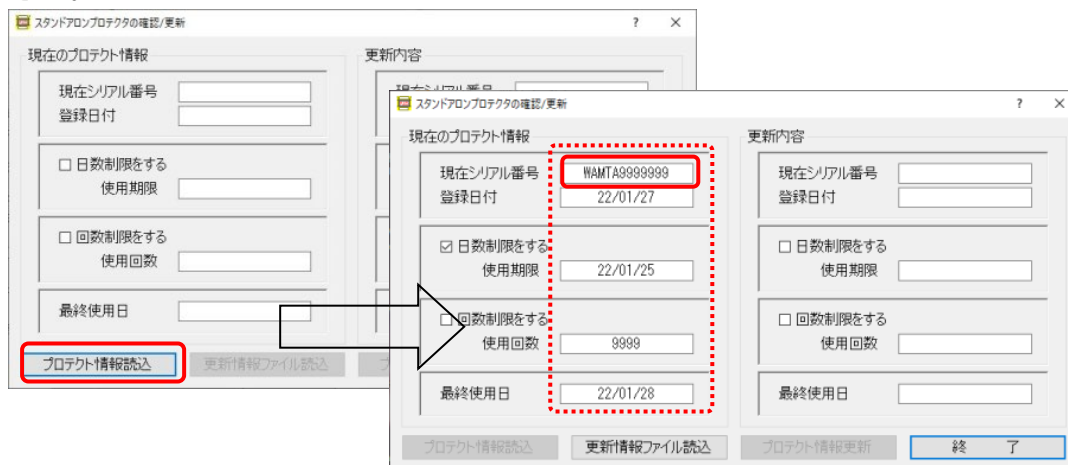 スタンドアロンプロテクタの確認/更新
現在のプロテクト情報
現在シリアル番号
登録日付
日数制限をする
使用期限
回数制限をする
使用回数
最終使用日
プロテクト情報読込
更新情報ファイル読込
更新内容
スタンドアロンプロテクタの確認/更新
現在のプロテクト情報
現在シリアル番号 WAMTA9999999
登録日付 22/01/27
日数制限をする
使用期限 22/01/25
回数制限をする
使用回数 9999
最終使用日 22/01/28
更新内容
現在シリアル番号
登録日付
日数制限をする
使用期限
回数制限をする
使用回数
最終使用日
プロテクト情報読込
更新情報ファイル読込
プロテクト情報更新
終 了